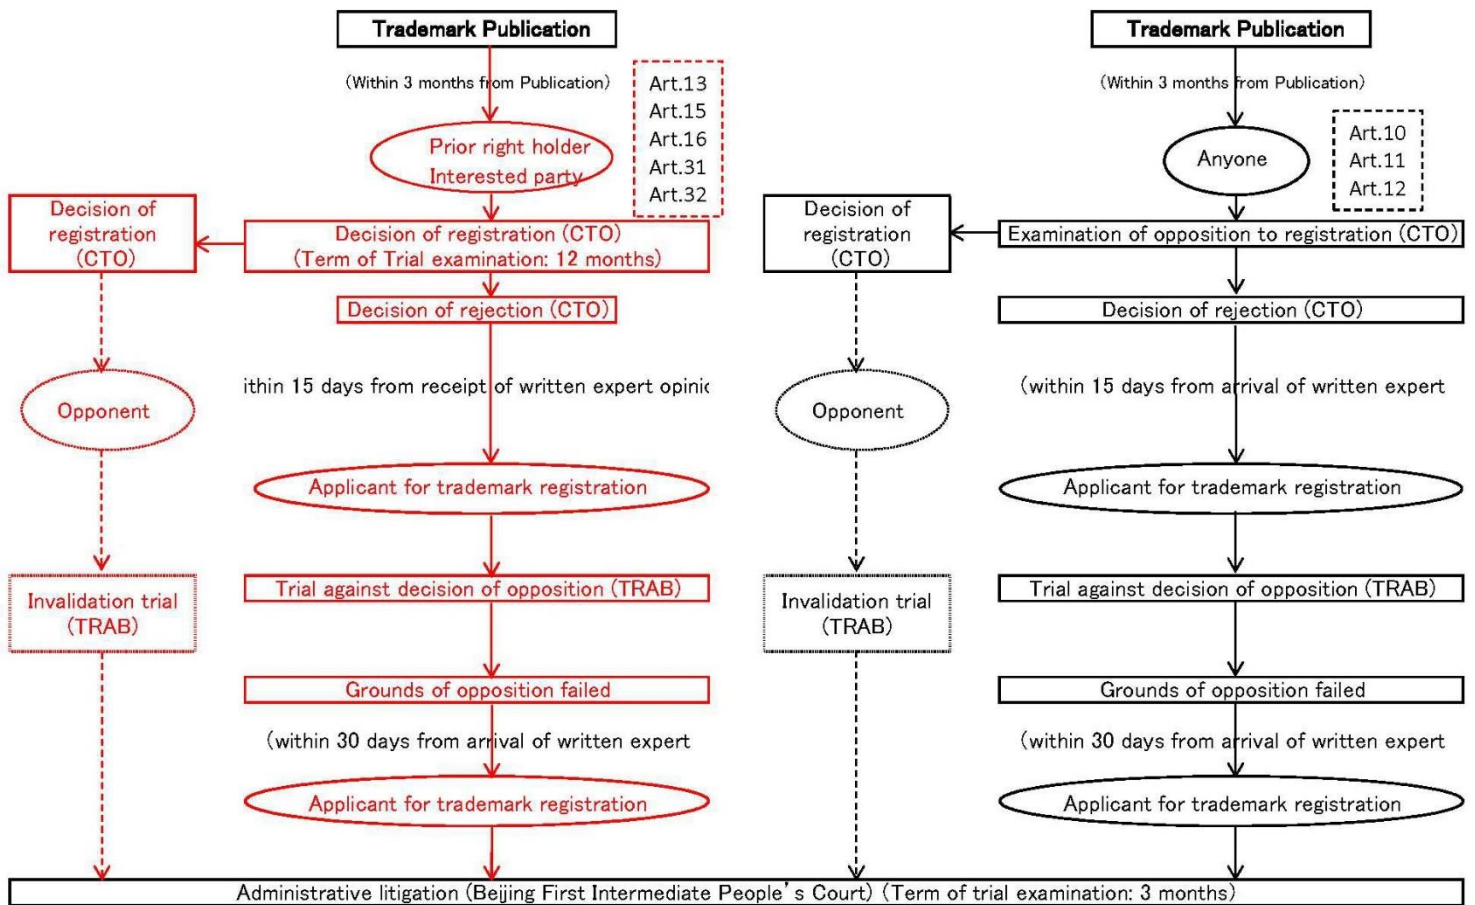 Trademark Publication
(Within 3 months from Publication)
Art.13
Art.15
Art.16
Art.31
Art.32
Prior right holder
Interested party
Decision of
registration
(CTO)
Decision of registration (CTO)
(Term of Trial examination: 12 months)
Decision of rejection (CTO)
ithin 15 days from receipt of written expert opinio
Opponent
Applicant for trademark registration
Invalidation trial
(TRAB)
Trial against decision of opposition (TRAB)
Grounds of opposition failed
(within 30 days from arrival of written expert
Applicant for trademark registration
Trademark Publication
(Within 3 months from Publication)
Art.10
Art.11
Art.12
Anyone
Decision of
registration
(CTO)
Examination of opposition to registration (CTO)
Decision of rejection (CTO)
(within 15 days from arrival of written expert
Opponent
Applicant for trademark registration
Invalidation trial
(TRAB)
Trial against decision of opposition (TRAB)
Grounds of opposition failed
(within 30 days from arrival of written expert
Applicant for trademark registration
Administrative litigation (Beijing First Intermediate People's Court) (Term of trial examination: 3 months)